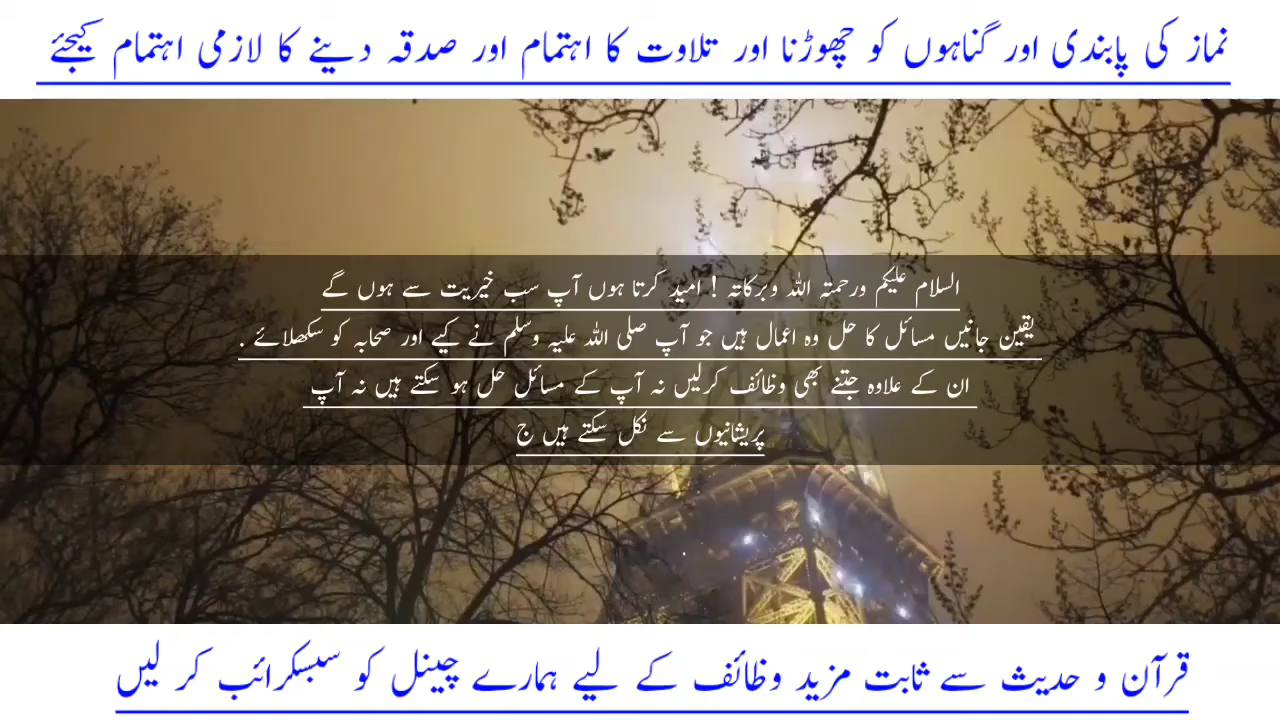 نماز کی پابندی اور گناہوں کو چھوڑنا اور تلاوت کا اہتمام اور صدقہ دینے کا لازمی اہتمام کیجئے
السلام علیکم ورحمتہ اللہ وبرکاتہ ! امید کرتا ہوں آپ سب خیریت سے ہوں گے
یقین جانیں مسائل کا حل وہ اعمال ہیں جو آپ صلی اللہ علیہ وسلم نے کیے اور صحابہ کو سکھلائے .
ان کے علاوہ جتنے بھی وظائف کرلیں نہ آپ کے مسائل حل ہو سکتے ہیں نہ آپ
پریشانیوں سے نکل سکتے ہیں ج
قرآن و حدیث سے ثابت مزید وظائف کے لیے ہمارے چینل کو سبسکرائب کر لیں